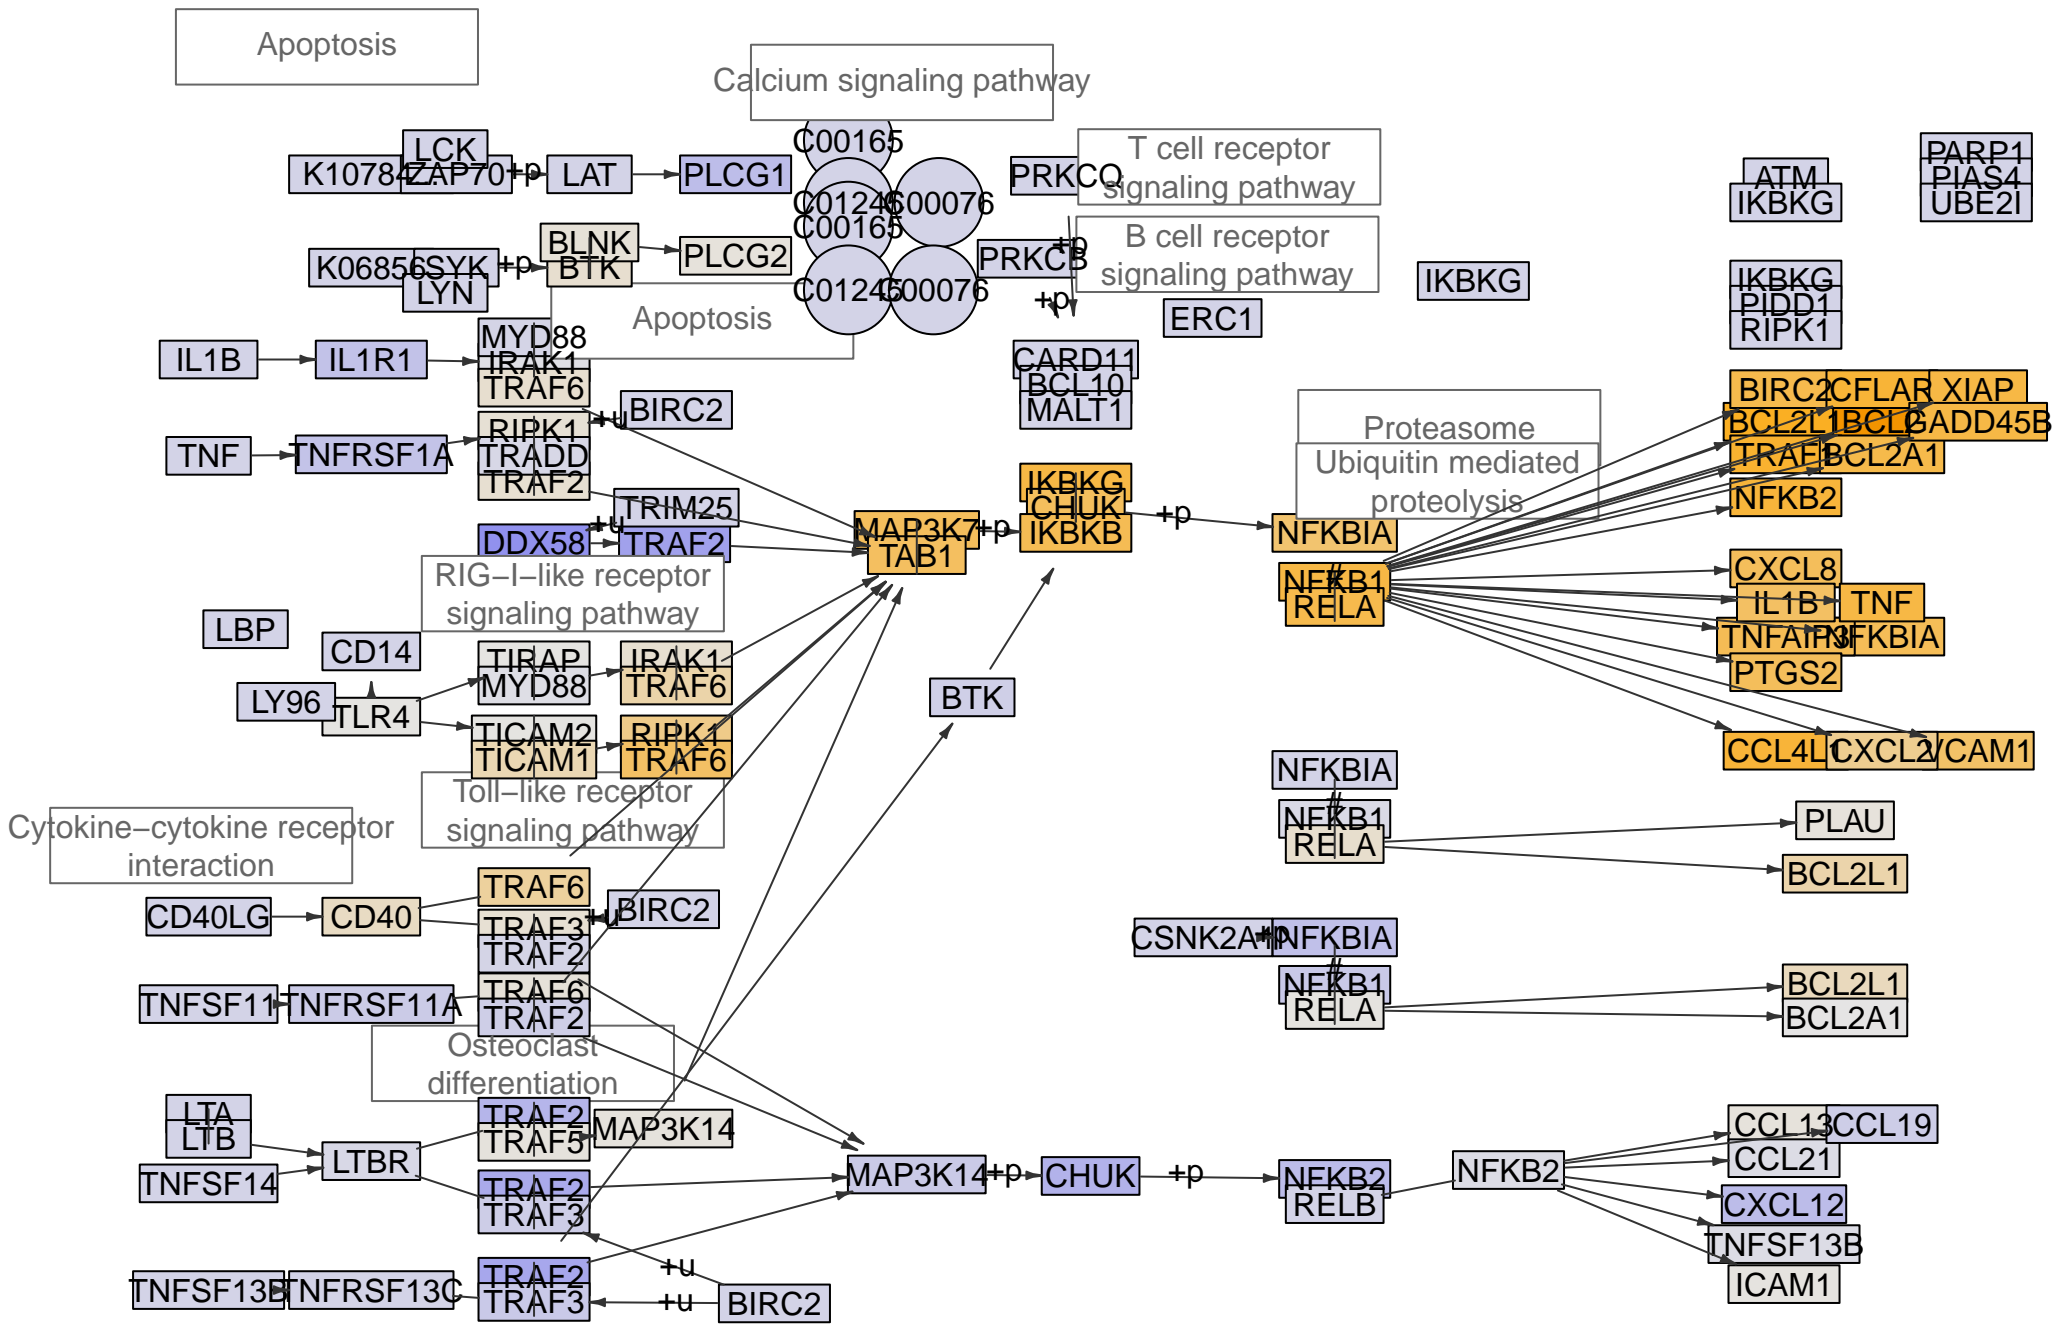 Apoptosis
Calcium signaling pathway
LCK
K10784
ZAP70
+p
LAT
PLCG1
C00165
C01246
C00076
C00165
PRKCQ
T cell receptor
signaling pathway
ATM
IKBKG
PARP1
PIAS4
UBE2I
K06856
SYK
LYN
+p
BLNK
BTK
PLCG2
C01246
C00076
PRKCB
+p
+p
B cell receptor
signaling pathway
IKBKG
IKBKG
PIDD1
RIPK1
Apoptosis
ERC1
IL1B
IL1R1
MYD88
IRAK1
TRAF6
CARD11
BCL10
MALT1
BIRC2
+u
TNF
TNFRSF1A
RIPK1
TRADD
TRAF2
Proteasome
Ubiquitin mediated
proteolysis
BIRC2
CFLAR
XIAP
BCL2L1
BCL2
GADD45B
TRAF1
BCL2A1
NFKB2
TRIM25
+u
DDX58
TRAF2
MAP3K7
TAB1
+p
IKBKG
CHUK
IKBKB
+p
NFKBIA
NFKB1
RELA
RIG−I−like receptor
signaling pathway
CXCL8
IL1B
TNF
TNFAIP3
NFKBIA
PTGS2
LBP
CD14
LY96
TLR4
TIRAP
MYD88
IRAK1
TRAF6
BTK
TICAM2
TICAM1
RIPK1
TRAF6
CCL4L1
CXCL2
VCAM1
Toll−like receptor
signaling pathway
Cytokine−cytokine receptor
interaction
NFKBIA
NFKB1
RELA
PLAU
BCL2L1
CD40LG
CD40
TRAF6
TRAF3
TRAF2
+u
BIRC2
CSNK2A1
+p
NFKBIA
NFKB1
RELA
BCL2L1
BCL2A1
TNFSF11
TNFRSF11A
TRAF6
TRAF2
Osteoclast
differentiation
LTA
LTB
TNFSF14
LTBR
TRAF2
TRAF5
MAP3K14
TRAF2
TRAF3
MAP3K14
+p
CHUK
+p
NFKB2
RELB
NFKB2
CCL13
CCL19
CCL21
CXCL12
TNFSF13B
ICAM1
TNFSF13B
TNFRSF13C
TRAF2
TRAF3
+u
+u
BIRC2